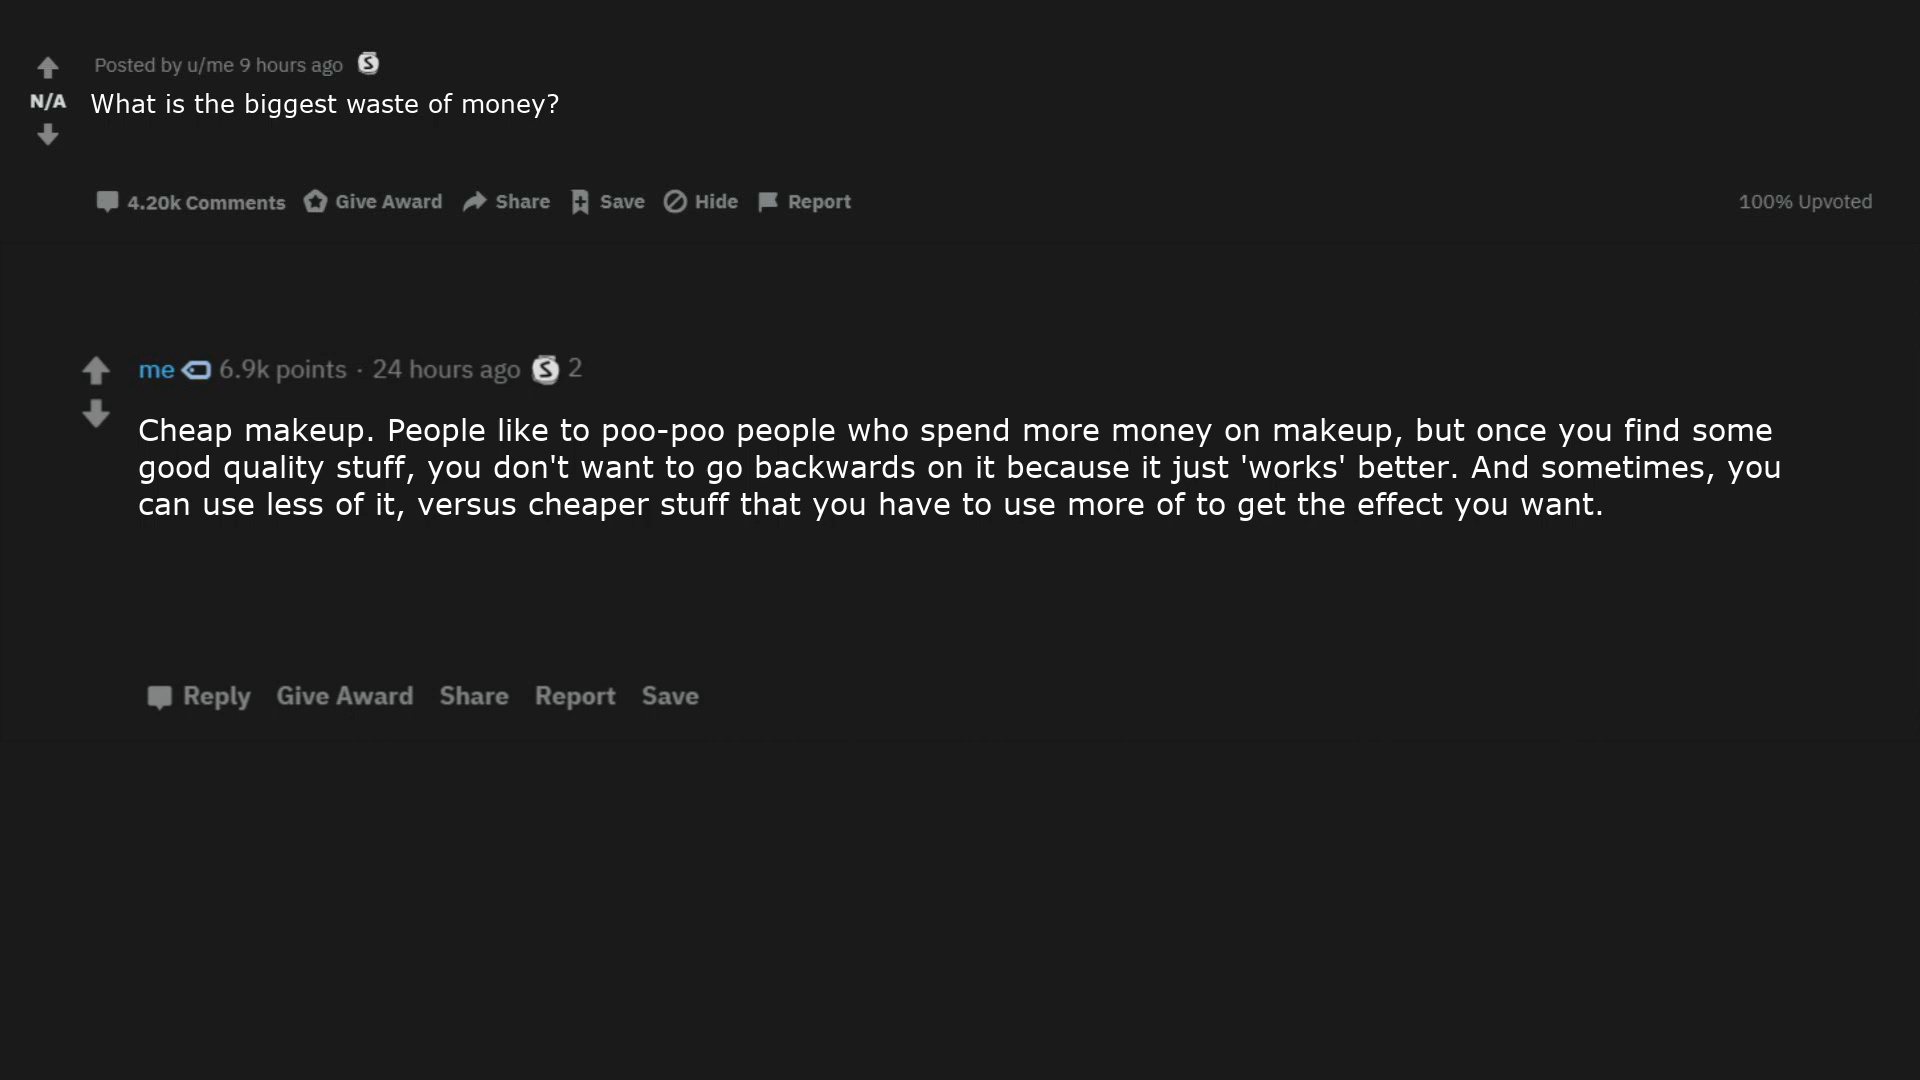 Posted by u/me 9 hours ago
N/A
What is the biggest waste of money?
4.20k Comments Give Award Share Save Hide Report 100% Upvoted
me 6.9k points · 24 hours ago S 2
Cheap makeup. People like to poo-poo people who spend more money on makeup, but once you find some
good quality stuff, you don't want to go backwards on it because it just 'works' better. And sometimes, you
can use less of it, versus cheaper stuff that you have to use more of to get the effect you want.
Reply Give Award Share Report Save